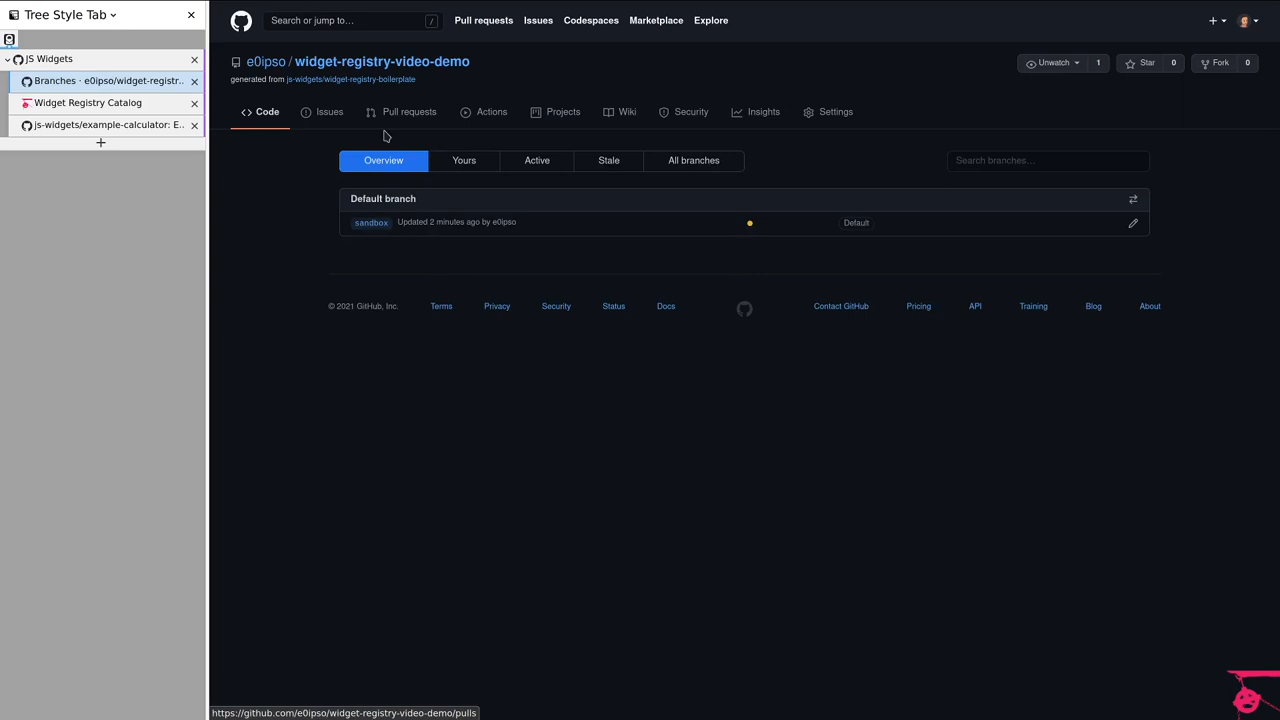 Tree Style Tab
JS Widgets
Branches · e0ipso/widget-registr..
Widget Registry Catalog
js-widgets/example-calculator: E..
Search or jump to… /
Pull requests Issues Codespaces Marketplace Explore
e0ipso / widget-registry-video-demo
generated from js-widgets/widget-registry-boilerplate
Unwatch 1 Star 0 Fork 0
Code Issues Pull requests Actions Projects Wiki Security Insights Settings
Overview Yours Active Stale All branches Search branches…
Default branch
sandbox Updated 2 minutes ago by e0ipso Default
© 2021 GitHub, Inc. Terms Privacy Security Status Docs Contact GitHub Pricing API Training Blog About
https://github.com/e0ipso/widget-registry-video-demo/pulls